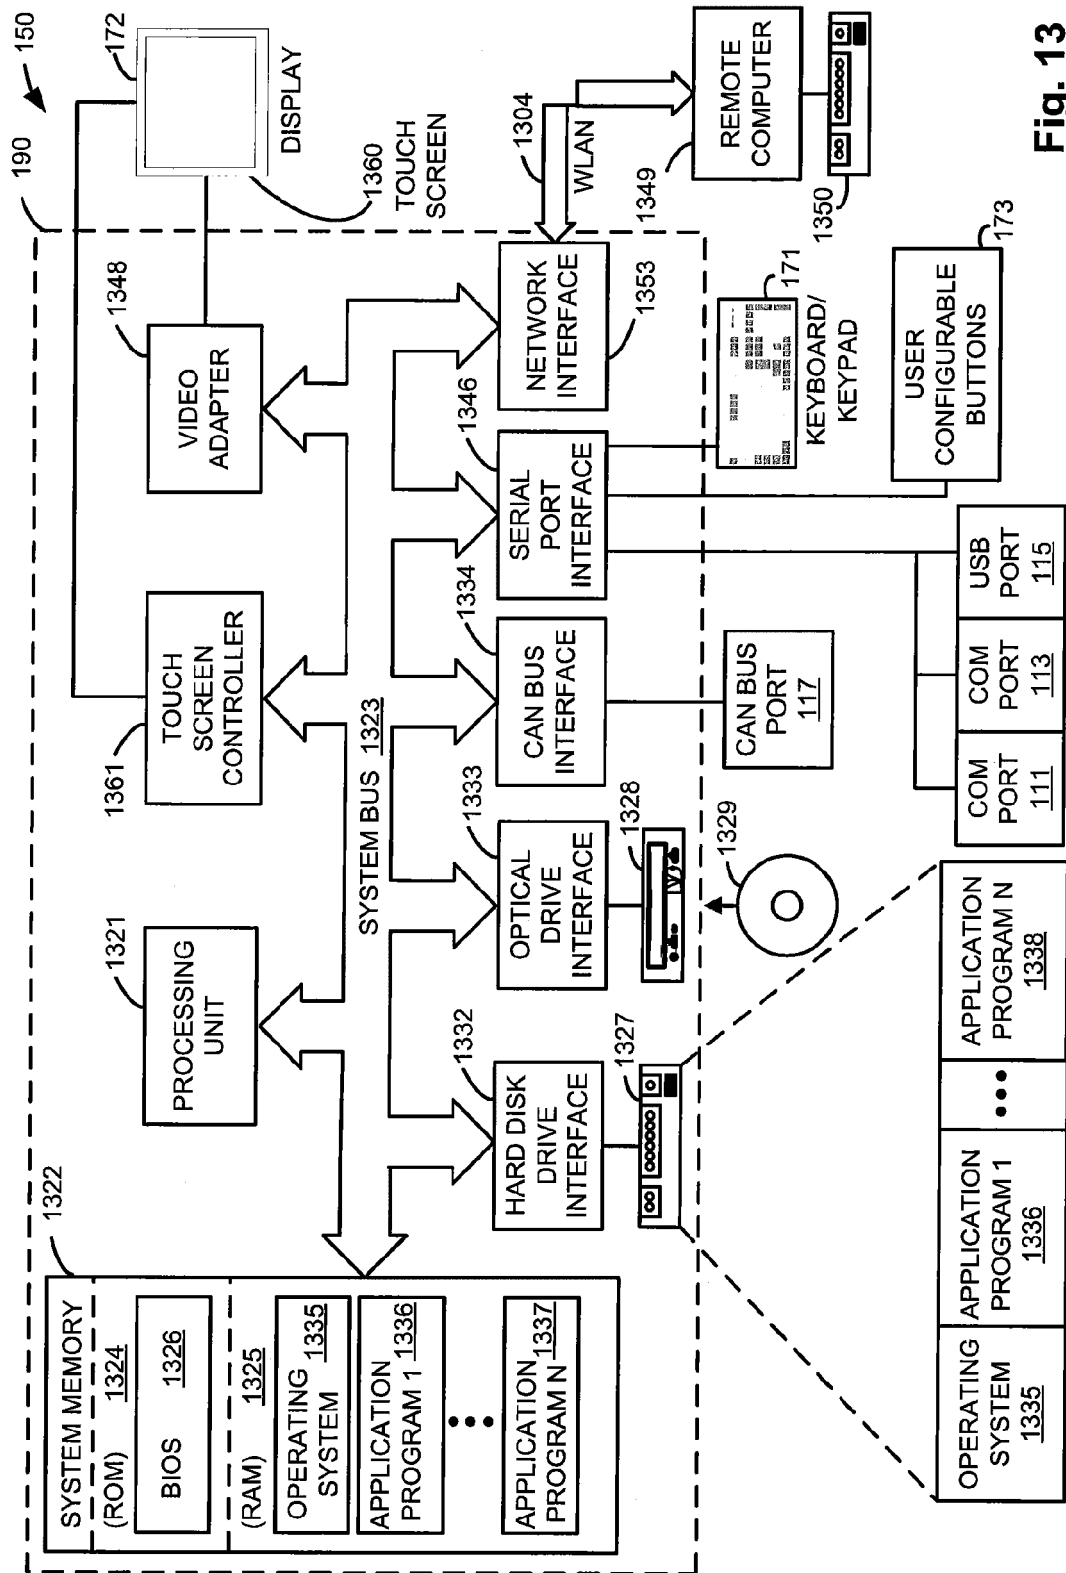 190
150
172
DISPLAY
1360
TOUCH
SCREEN
1348
VIDEO
ADAPTER
1361
TOUCH
SCREEN
CONTROLLER
1321
PROCESSING
UNIT
1322
SYSTEM MEMORY
(ROM) 1324
BIOS 1326
(RAM) 1325
OPERATING
SYSTEM 1335
APPLICATION
PROGRAM 1 1336
•••
APPLICATION
PROGRAM N 1337
SYSTEM BUS 1323
1332
HARD DISK
DRIVE
INTERFACE
1327
1333
OPTICAL
DRIVE
INTERFACE
1328
1329
1334
CAN BUS
INTERFACE
CAN BUS
PORT
117
1346
SERIAL
PORT
INTERFACE
NETWORK
INTERFACE
1353
1304
WLAN
1349
REMOTE
COMPUTER
1350
171
KEYBOARD/
KEYPAD
173
USER
CONFIGURABLE
BUTTONS
OPERATING
SYSTEM
1335
APPLICATION
PROGRAM 1
1336
•••
APPLICATION
PROGRAM N
1338
COM
PORT
111
COM
PORT
113
USB
PORT
115
Fig. 13